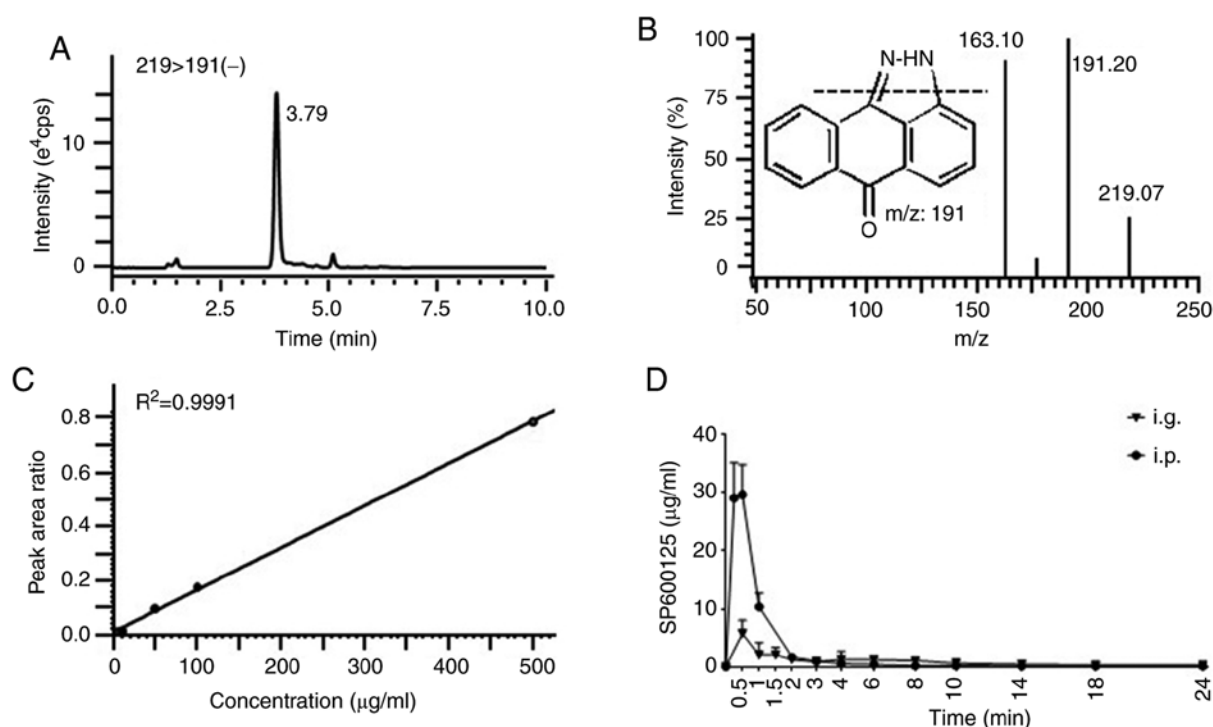 A
219>191(−)
3.79
10
0
Intensity (e⁴cps)
0.0 2.5 5.0 7.5 10.0
Time (min)
B
100
75
50
25
0
Intensity (%)
163.10
191.20
219.07
N-HN
O
m/z: 191
50 100 150 200 250
m/z
C
R²=0.9991
0.8
0.6
0.4
0.2
0.0
Peak area ratio
0 100 200 300 400 500
Concentration (µg/ml)
D
i.g.
i.p.
40
30
20
10
0
SP600125 (µg/ml)
0.5 1 1.5 2 3 4 6 8 10 14 18 24
Time (min)